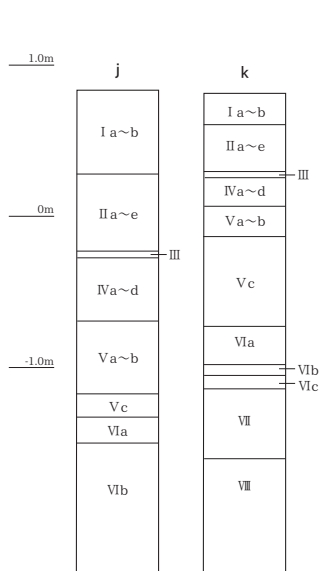 1.0m
j
k
Ⅰa～b
Ⅰa～b
Ⅱa～e
Ⅲ
Ⅳa～d
Ⅴa～b
0m
Ⅱa～e
Ⅲ
Ⅳa～d
Ⅴc
Ⅵa
Ⅴa～b
-1.0m
Ⅵb
Ⅵc
Ⅴc
Ⅵa
Ⅶ
Ⅵb
Ⅷ